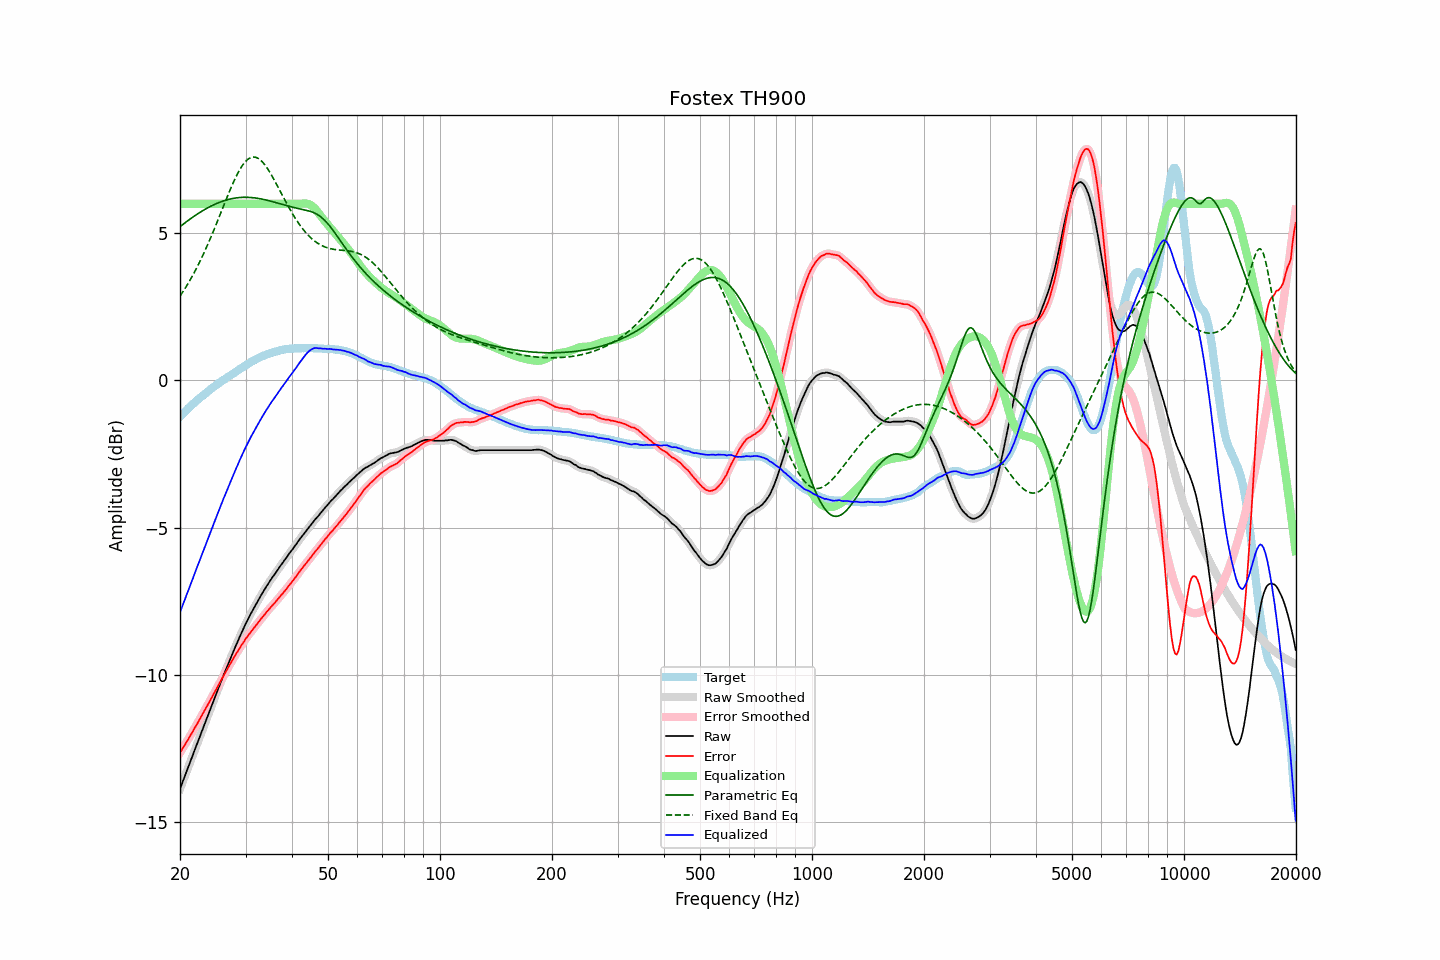 Fostex TH900
Amplitude (dBr)
5
0
−5
−10
−15
Target
Raw Smoothed
Error Smoothed
Raw
Error
Equalization
Parametric Eq
Fixed Band Eq
Equalized
20 50 100 200 500 1000 2000 5000 10000 20000
Frequency (Hz)